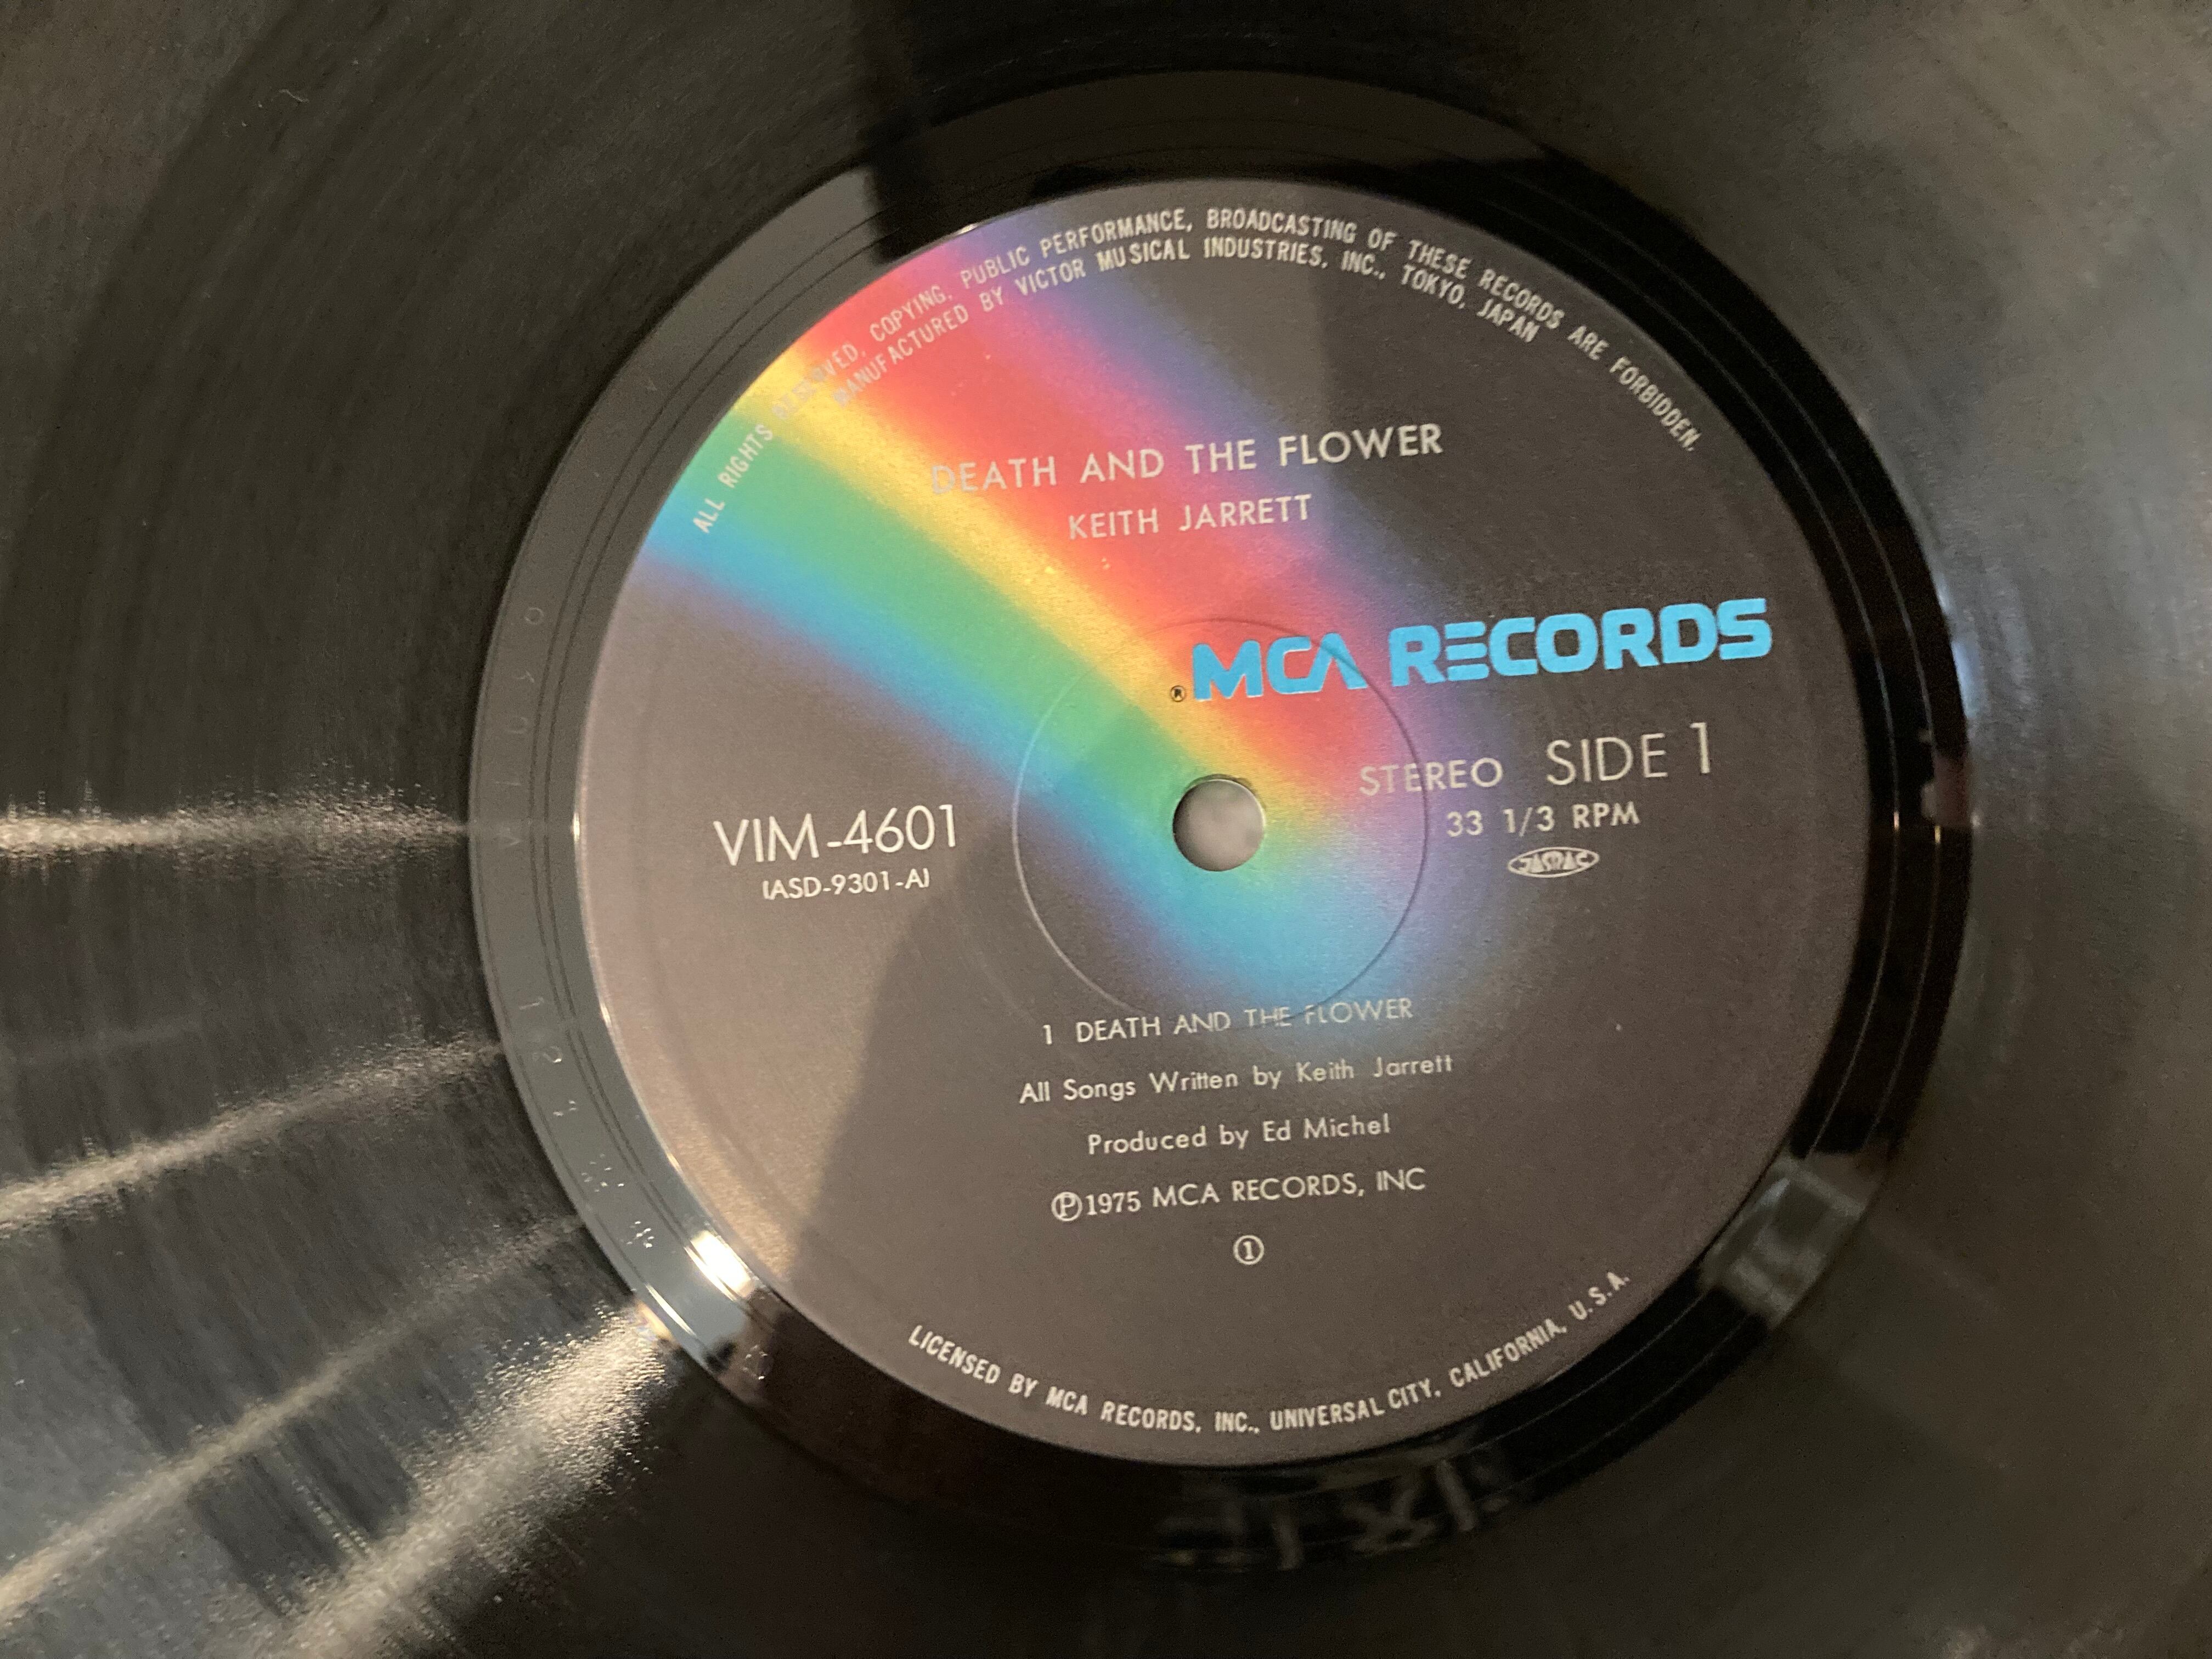 ALL RIGHTS RESERVED. COPYING, PUBLIC PERFORMANCE, BROADCASTING OF THESE RECORDS ARE FORBIDDEN.
MANUFACTURED BY VICTOR MUSICAL INDUSTRIES, INC., TOKYO, JAPAN
DEATH AND THE FLOWER
KEITH JARRETT
® MCA RECORDS
STEREO SIDE 1
33 1/3 RPM
JASRAC
VIM-4601
(ASD-9301-A)
1 DEATH AND THE FLOWER
All Songs Written by Keith Jarrett
Produced by Ed Michel
Ⓟ1975 MCA RECORDS, INC
①
LICENSED BY MCA RECORDS, INC., UNIVERSAL CITY, CALIFORNIA, U.S.A.